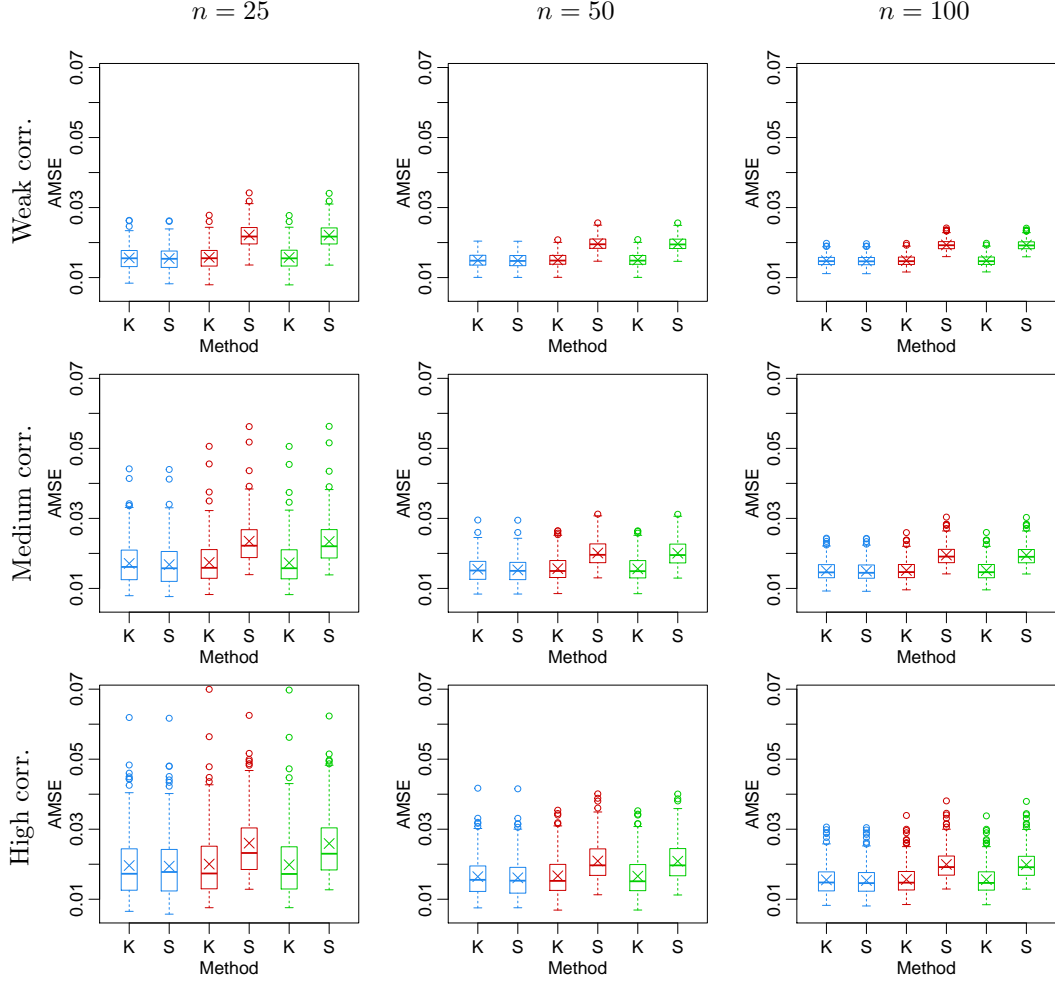 n = 25
n = 50
n = 100
Weak corr.
AMSE
0.01 0.03 0.05 0.07
K S K S K S
Method
AMSE
0.01 0.03 0.05 0.07
K S K S K S
Method
AMSE
0.01 0.03 0.05 0.07
K S K S K S
Method
Medium corr.
AMSE
0.01 0.03 0.05 0.07
K S K S K S
Method
AMSE
0.01 0.03 0.05 0.07
K S K S K S
Method
AMSE
0.01 0.03 0.05 0.07
K S K S K S
Method
High corr.
AMSE
0.01 0.03 0.05 0.07
K S K S K S
Method
AMSE
0.01 0.03 0.05 0.07
K S K S K S
Method
AMSE
0.01 0.03 0.05 0.07
K S K S K S
Method